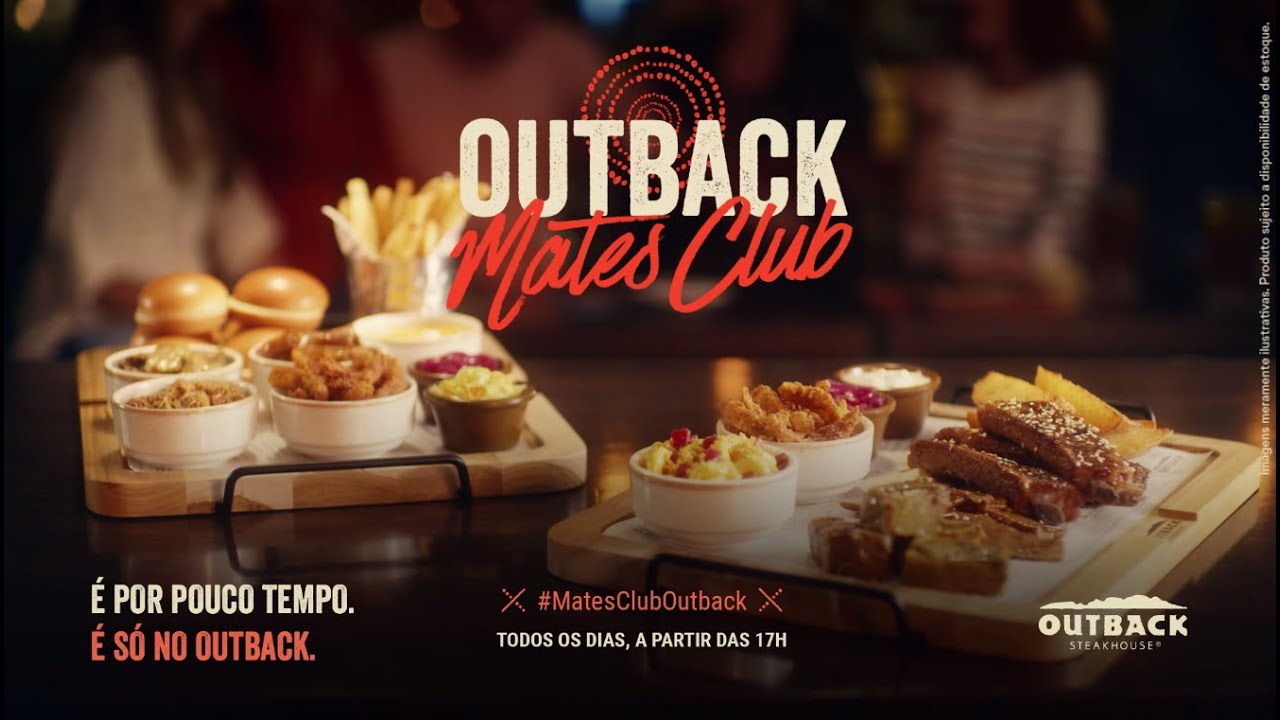 OUTBACK
Mates Club
É POR POUCO TEMPO.
É SÓ NO OUTBACK.
#MatesClubOutback
TODOS OS DIAS, A PARTIR DAS 17H
OUTBACK
STEAKHOUSE®
Imagens meramente ilustrativas. Produto sujeito a disponibilidade de estoque.